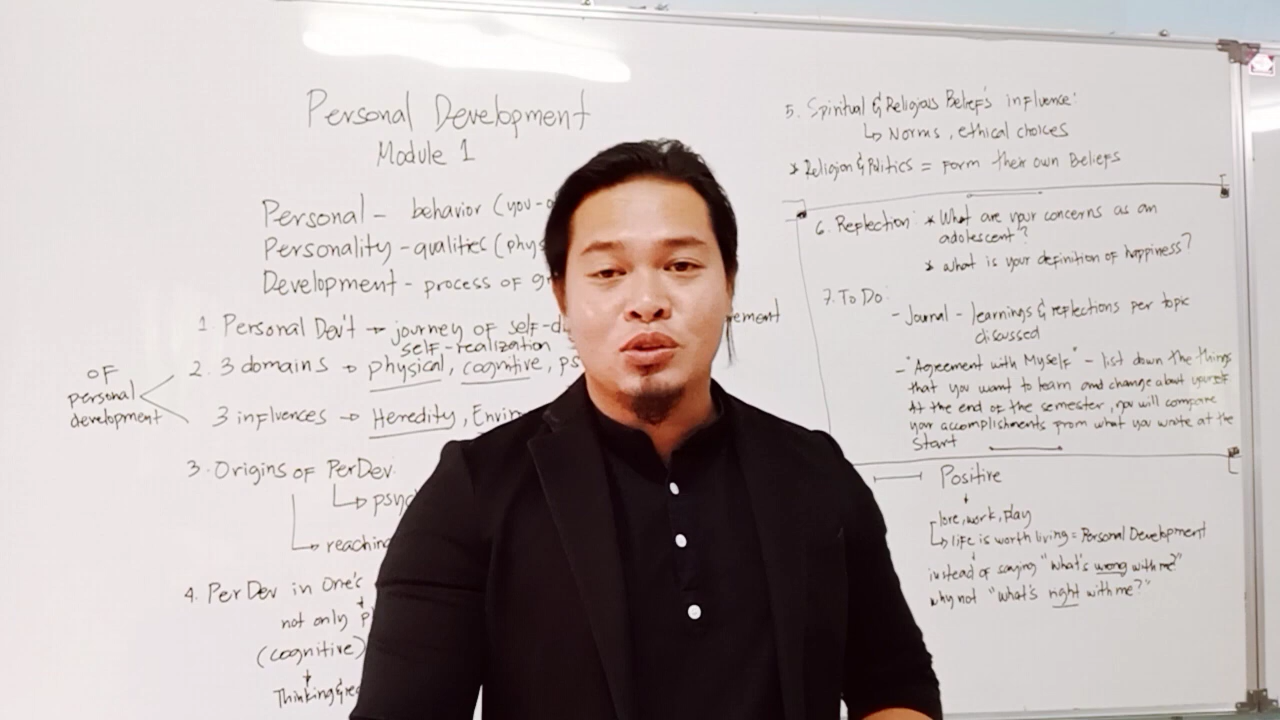 Personal Development
Module 1
Personal - behavior (you-
Personality - qualities (phys
Development - process of gr
1. Personal Dev't → journey of self-d
ement
self-realization
2. 3 domains → physical, cognitive, ps
OF
personal
development
3 influences → Heredity, Envir
3. Origins of PerDev
↳ psyc
↳ reaching
4. PerDev in One's
not only p
(cognitive)
Thinking & rea
5. Spiritual & Religious Belief's influence:
↳ Norms, ethical choices
* Religion & Politics = form their own Beliefs
6. Replection: * What are your concerns as an
adolescent?
* what is your definition of happiness?
7. To Do:
- Journal - learnings & replections per topic
discussed
- "Agreement with Myself" - list down the things
that you want to learn and change about yourself
At the end of the semester, you will compare
your accomplishments from what you wrote at the
start
Positive
love, work, play
↳ life is worth living = Personal Development
instead of saying "what's wrong with me?"
why not "what's right with me?"